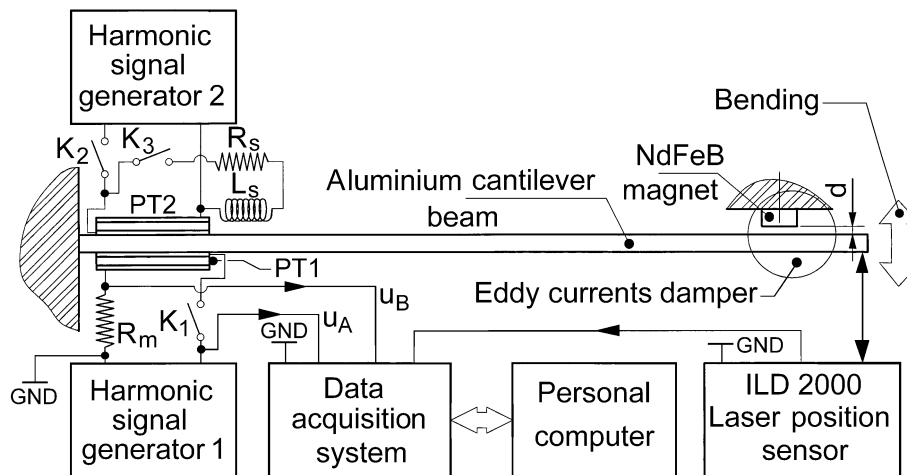 Harmonic
signal
generator 2
K2
K3
Rs
Ls
PT2
Aluminium cantilever
beam
NdFeB
magnet
d
Bending
PT1
Eddy currents damper
Rm
K1
uA
uB
GND
GND
GND
Harmonic
signal
generator 1
Data
acquisition
system
Personal
computer
ILD 2000
Laser position
sensor